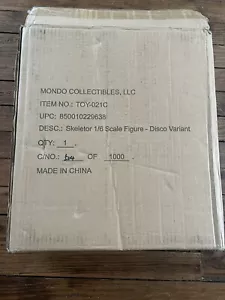 MONDO COLLECTIBLES, LLC
ITEM NO.: TOY-021C
UPC: 850010229638
DESC.: Skeletor 1/6 Scale Figure - Disco Variant
QTY: 1
C/NO.: OF 1000
MADE IN CHINA